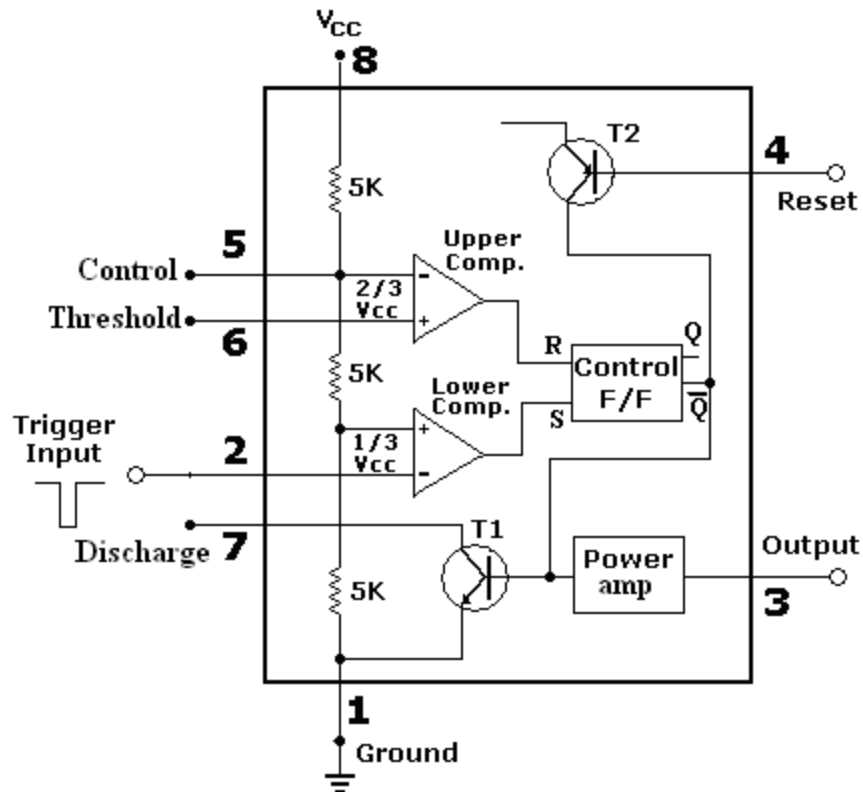 VCC
8
T2
4
5K
Reset
5
Upper
Comp.
Control
2/3
Vcc
Threshold
6
R
Q
5K
Control
F/F
Lower
Comp.
Q̅
S
Trigger
Input
2
1/3
Vcc
T1
Discharge
7
Power
amp
Output
5K
3
1
Ground
-
+
+
-